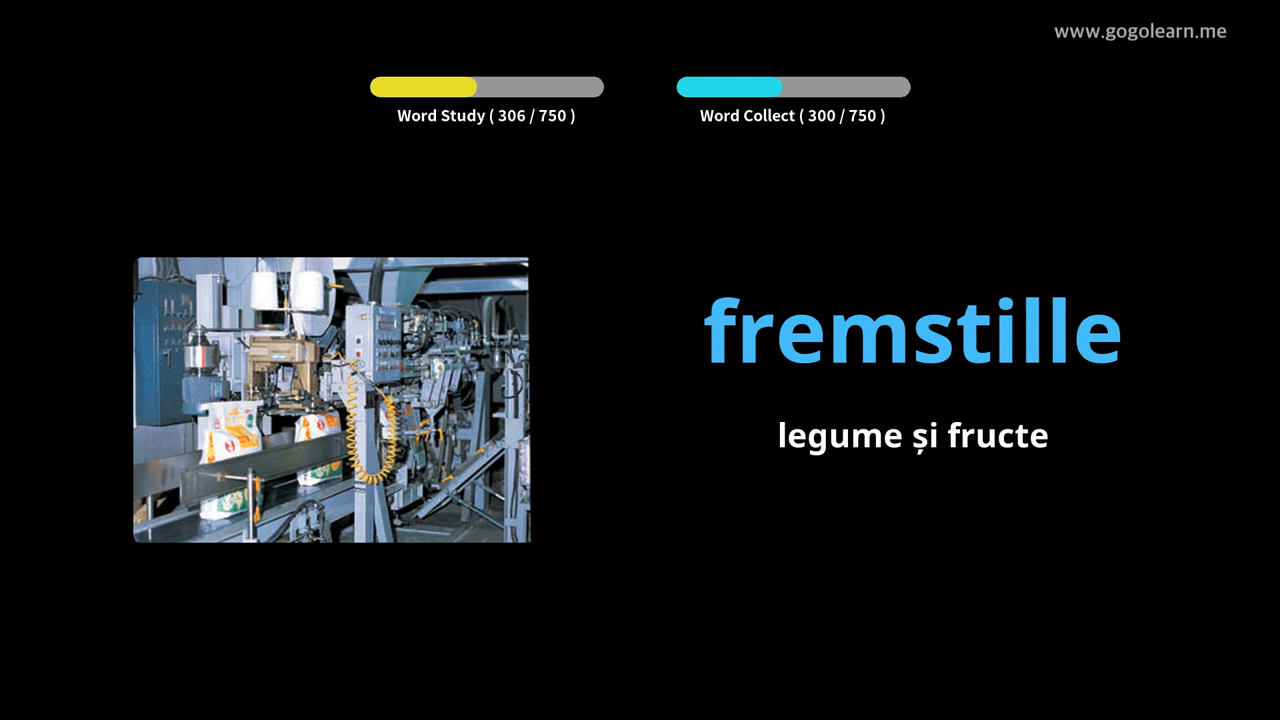 www.gogolearn.me
Word Study ( 306 / 750 )
Word Collect ( 300 / 750 )
fremstille
legume și fructe